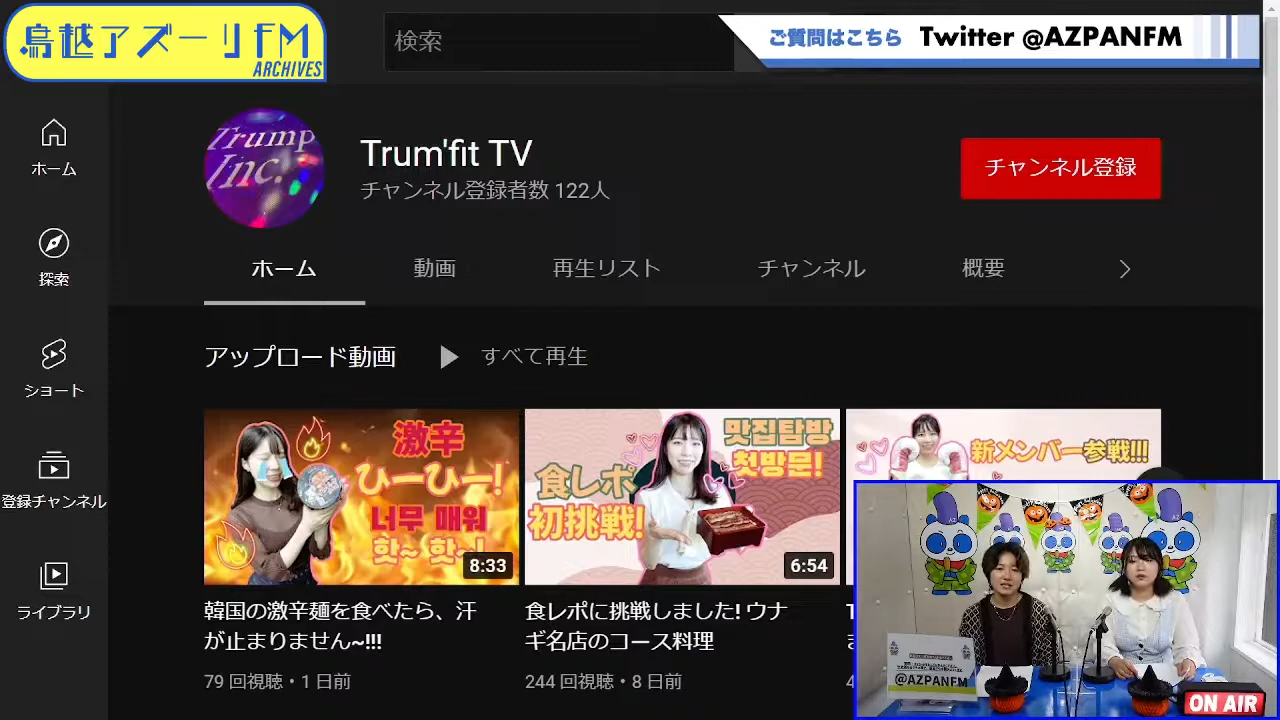 鳥越アズーリFM
ARCHIVES
検索
ご質問はこちら Twitter @AZPANFM
Trump
Inc.
Trum'fit TV
チャンネル登録者数 122人
チャンネル登録
ホーム
探索
ショート
登録チャンネル
ライブラリ
ホーム 動画 再生リスト チャンネル 概要
アップロード動画 すべて再生
激辛
ひーひー!
너무 매워
핫~ 핫~!
8:33
食レポ
初挑戦!
맛집탐방
첫방문!
6:54
新メンバー参戦!!!
韓国の激辛麺を食べたら、汗
が止まりません~!!!
79 回視聴・1 日前
食レポに挑戦しました! ウナ
ギ名店のコース料理
244 回視聴・8 日前
@AZPANFM
ON AIR